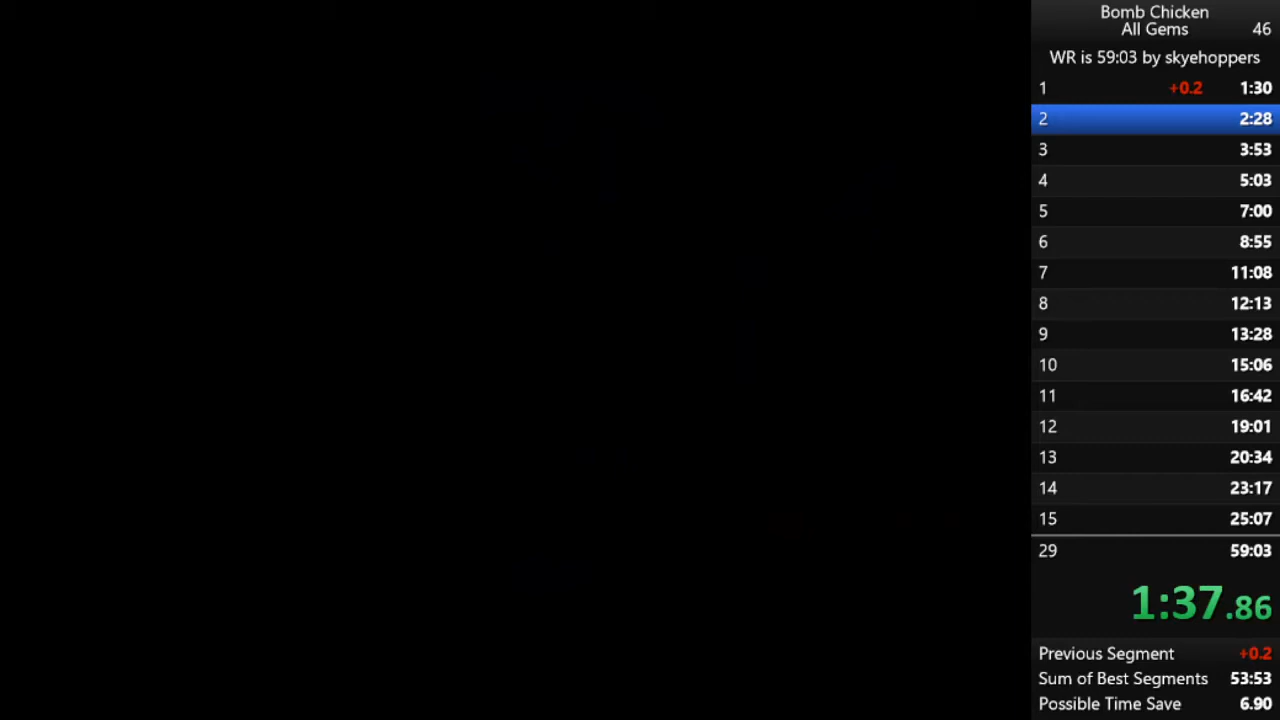 Bomb Chicken
All Gems 46
WR is 59:03 by skyehoppers
1 +0.2 1:30
2 2:28
3 3:53
4 5:03
5 7:00
6 8:55
7 11:08
8 12:13
9 13:28
10 15:06
11 16:42
12 19:01
13 20:34
14 23:17
15 25:07
29 59:03
1:37.86
Previous Segment +0.2
Sum of Best Segments 53:53
Possible Time Save 6.90